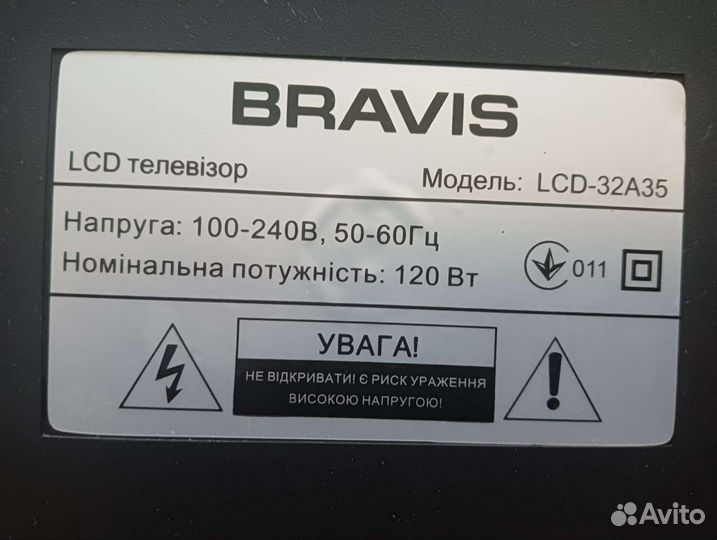 BRAVIS
LCD телевізор
Модель: LCD-32A35
Напруга: 100-240В, 50-60Гц
Номінальна потужність: 120 Вт
011
УВАГА!
НЕ ВІДКРИВАТИ! Є РИСК УРАЖЕННЯ
ВИСОКОЮ НАПРУГОЮ!
Avito